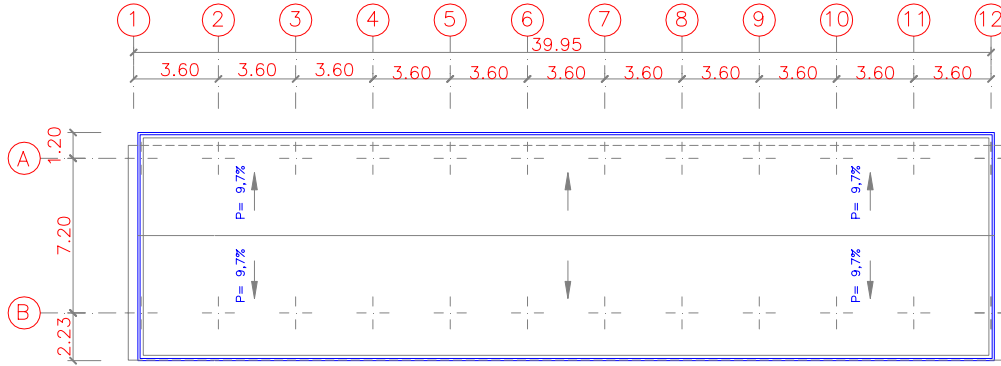 1 2 3 4 5 6 7 8 9 10 11 12
39.95
3.60 3.60 3.60 3.60 3.60 3.60 3.60 3.60 3.60 3.60 3.60
1.20
A
P= 9,7%
P= 9,7%
7.20
P= 9,7%
P= 9,7%
B
2.23